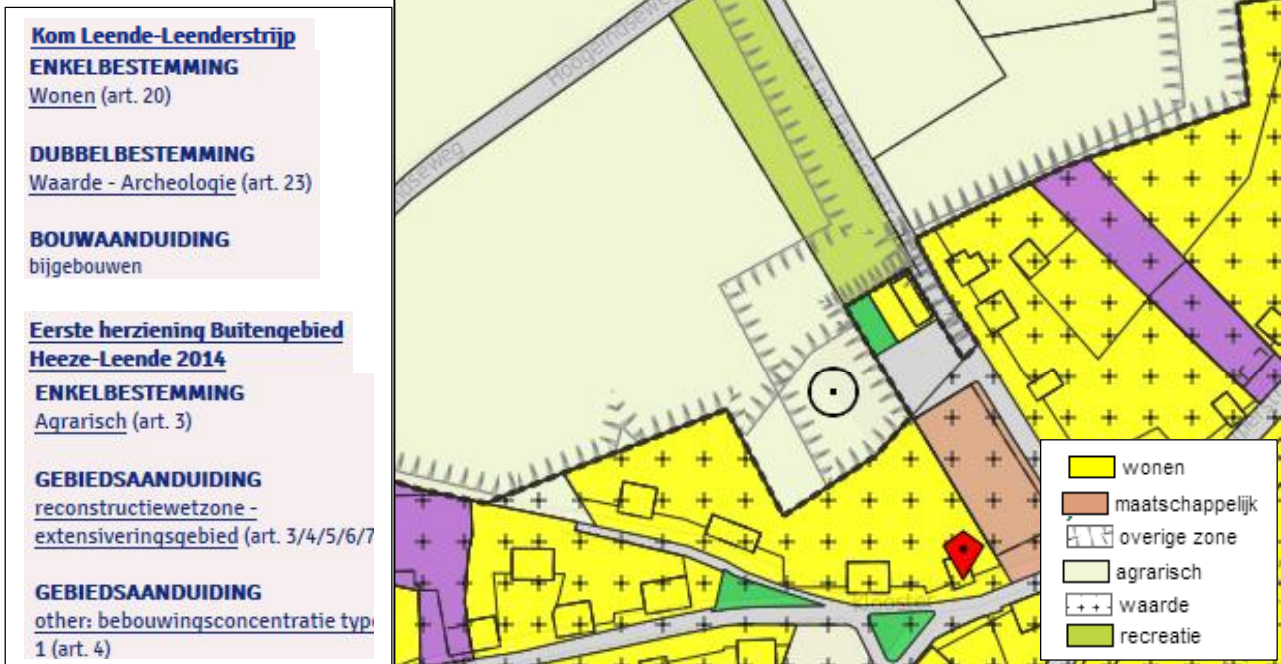 Kom Leende-Leenderstrijp
ENKELBESTEMMING
Wonen (art. 20)
DUBBELBESTEMMING
Waarde - Archeologie (art. 23)
BOUWAANDUIDING
bijgebouwen
Eerste herziening Buitengebied
Heeze-Leende 2014
ENKELBESTEMMING
Agrarisch (art. 3)
GEBIEDSAANDUIDING
reconstructiewetzone -
extensiveringsgebied (art. 3/4/5/6/7
GEBIEDSAANDUIDING
other: bebouwingsconcentratie type
1 (art. 4)
Klooster
wonen
maatschappelijk
overige zone
agrarisch
waarde
recreatie